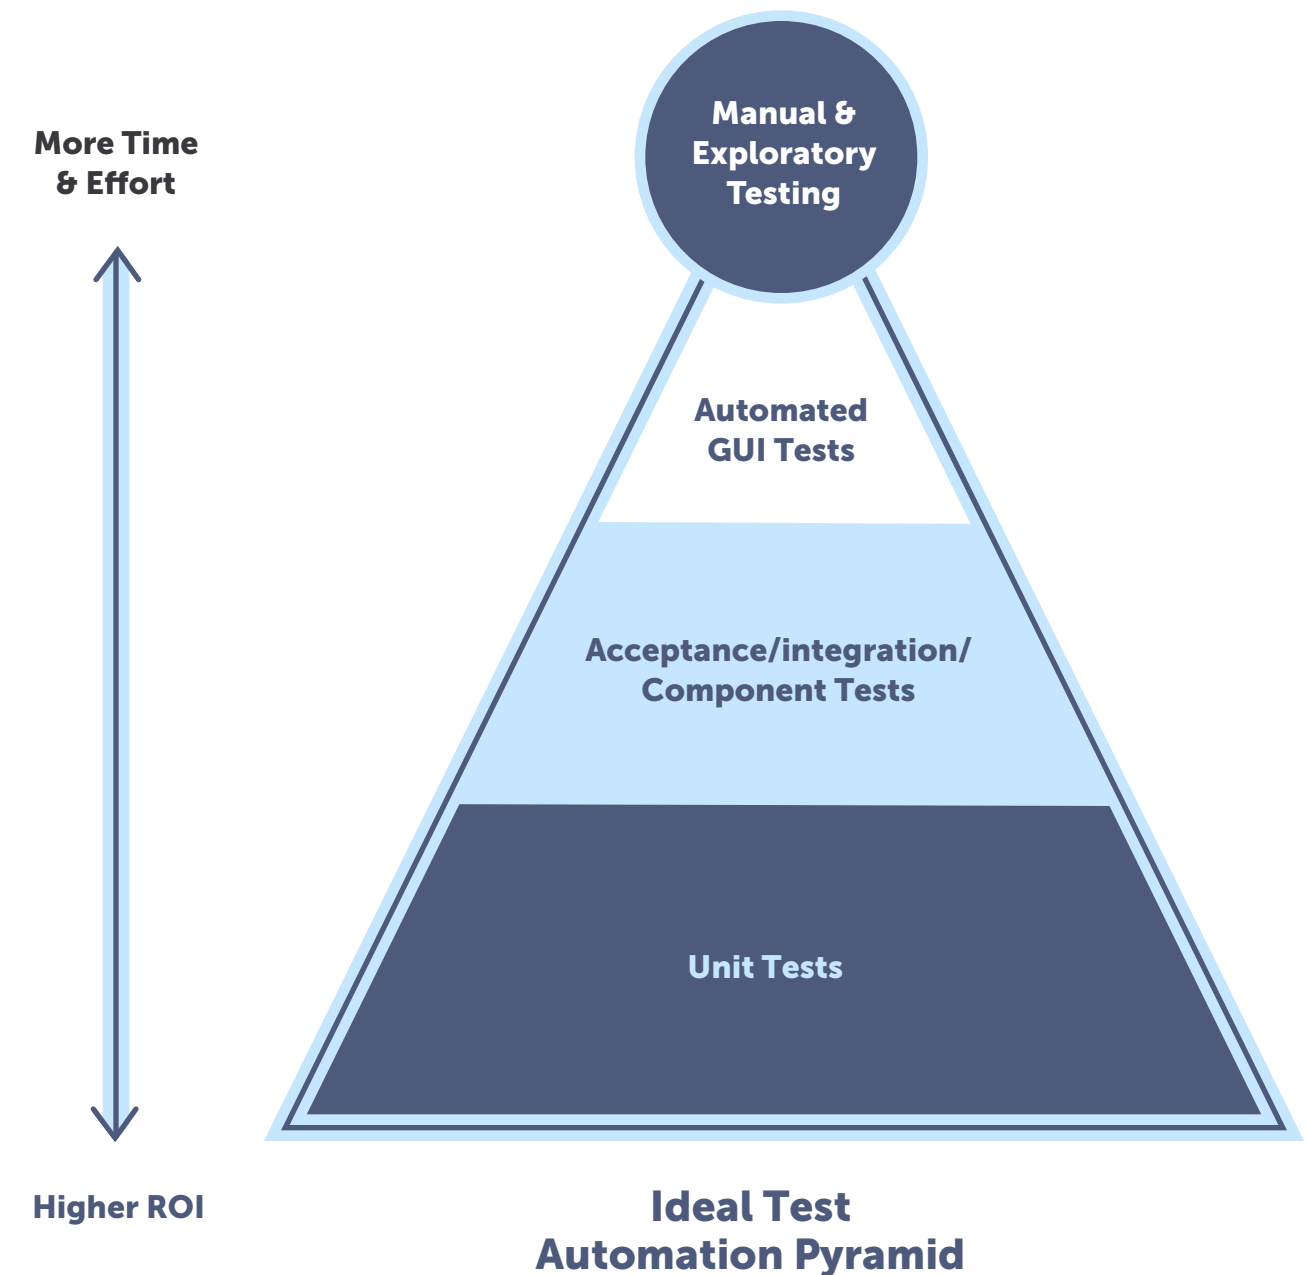 More Time
& Effort
Manual &
Exploratory
Testing
Automated
GUI Tests
Acceptance/integration/
Component Tests
Unit Tests
Higher ROI
Ideal Test
Automation Pyramid